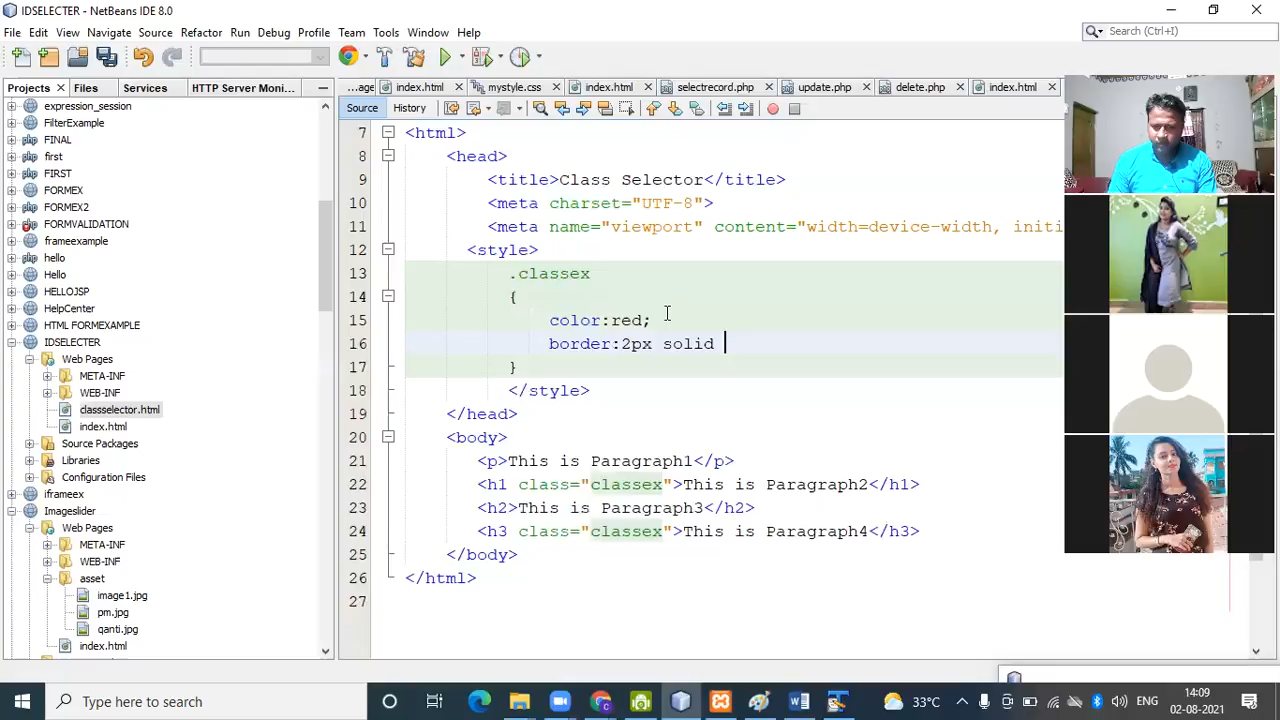 IDSELECTER - NetBeans IDE 8.0
File Edit View Navigate Source Refactor Run Debug Profile Team Tools Window Help
Search (Ctrl+I)
Projects Files Services HTTP Server Moni...
...age index.html mystyle.css index.html selectrecord.php update.php delete.php index.html
Source History
expression_session
FilterExample
FINAL
first
FIRST
FORMEX
FORMEX2
FORMVALIDATION
frameexample
hello
Hello
HELLOJSP
HelpCenter
HTML FORMEXAMPLE
IDSELECTER
Web Pages
META-INF
WEB-INF
classselector.html
index.html
Source Packages
Libraries
Configuration Files
iframeex
Imageslider
Web Pages
META-INF
WEB-INF
asset
image1.jpg
pm.jpg
qanti.jpg
index.html
7 <html>
8 <head>
9 <title>Class Selector</title>
10 <meta charset="UTF-8">
11 <meta name="viewport" content="width=device-width, initi
12 <style>
13 .classex
14 {
15 color:red;
16 border:2px solid
17 }
18 </style>
19 </head>
20 <body>
21 <p>This is Paragraph1</p>
22 <h1 class="classex">This is Paragraph2</h1>
23 <h2>This is Paragraph3</h2>
24 <h3 class="classex">This is Paragraph4</h3>
25 </body>
26 </html>
27
Type here to search
33°C
ENG
14:09
02-08-2021